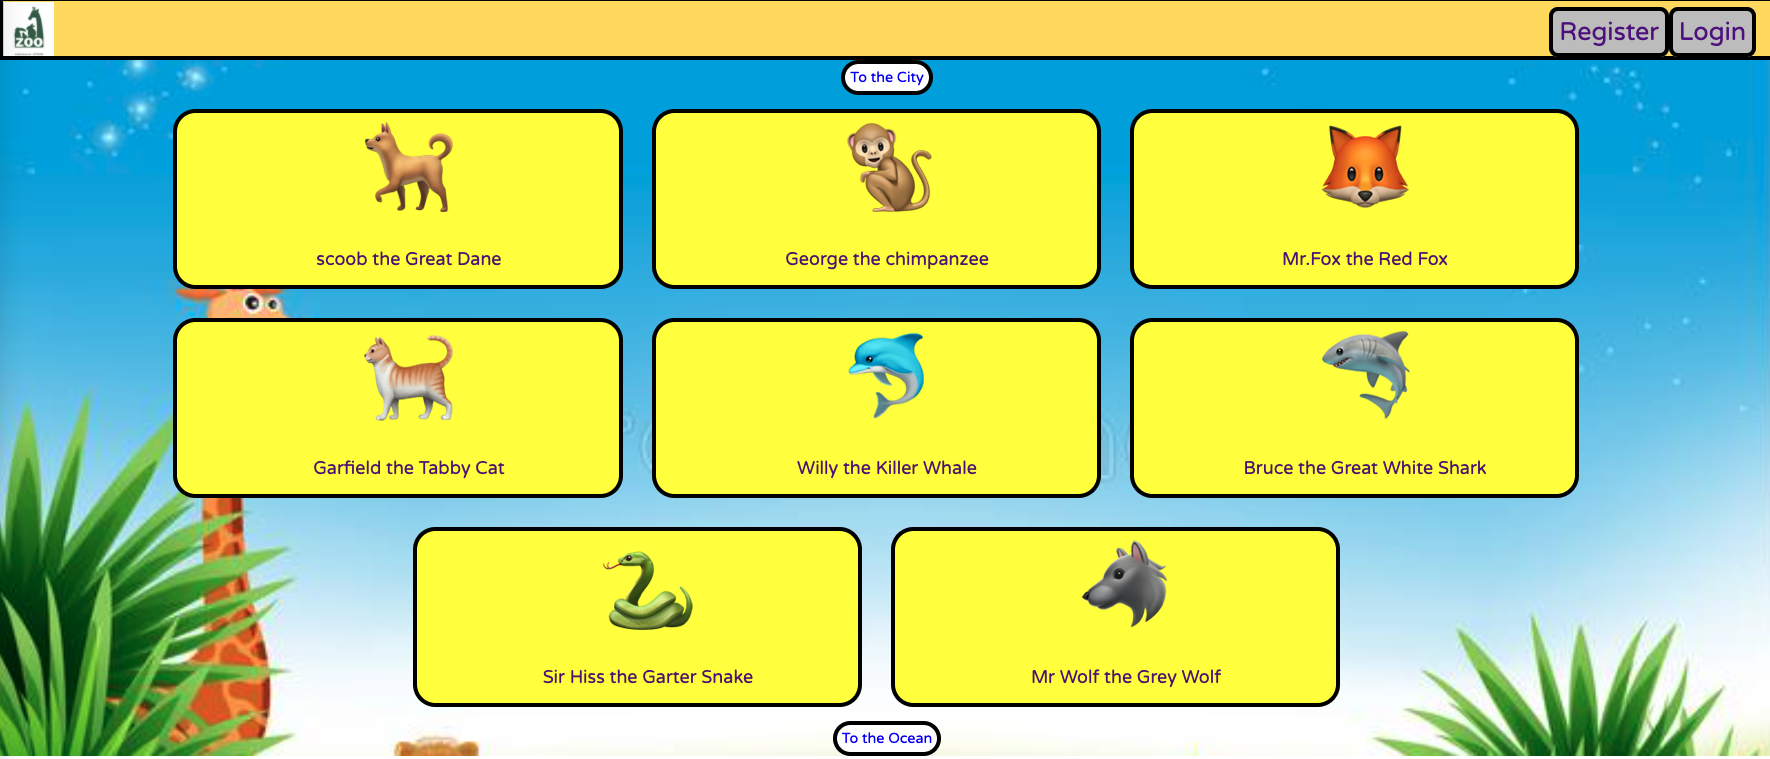 ZOO
Register Login
To the City
scoob the Great Dane
George the chimpanzee
Mr.Fox the Red Fox
Garfield the Tabby Cat
Willy the Killer Whale
Bruce the Great White Shark
Sir Hiss the Garter Snake
Mr Wolf the Grey Wolf
To the Ocean